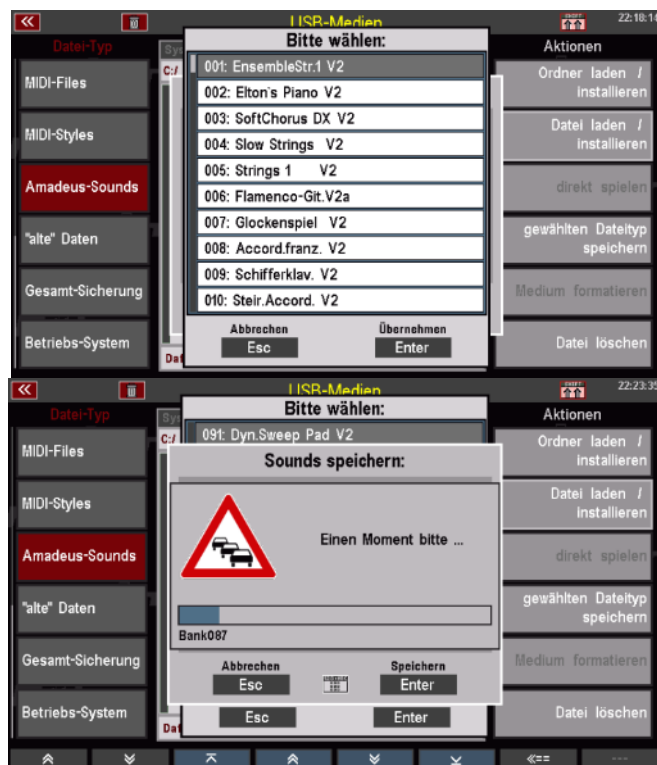 USB-Medien
22:18:14
Datei-Typ
Bitte wählen:
Aktionen
MIDI-Files
MIDI-Styles
Amadeus-Sounds
"alte" Daten
Gesamt-Sicherung
Betriebs-System
Sys
C:/
001: EnsembleStr.1 V2
002: Elton's Piano V2
003: SoftChorus DX V2
004: Slow Strings V2
005: Strings 1 V2
006: Flamenco-Git.V2a
007: Glockenspiel V2
008: Accord.franz. V2
009: Schifferklav. V2
010: Steir.Accord. V2
Abbrechen
Esc
Übernehmen
Enter
Dat
Ordner laden /
installieren
Datei laden /
installieren
direkt spielen
gewählten Dateityp
speichern
Medium formatieren
Datei löschen
USB-Medien
22:23:35
Datei-Typ
Bitte wählen:
Aktionen
MIDI-Files
MIDI-Styles
Amadeus-Sounds
"alte" Daten
Gesamt-Sicherung
Betriebs-System
Sys
C:/
091: Dyn.Sweep Pad V2
Sounds speichern:
Einen Moment bitte ...
Bank087
Abbrechen
Esc
Speichern
Enter
Esc
Enter
Dat
Ordner laden /
installieren
Datei laden /
installieren
direkt spielen
gewählten Dateityp
speichern
Medium formatieren
Datei löschen
«==
---